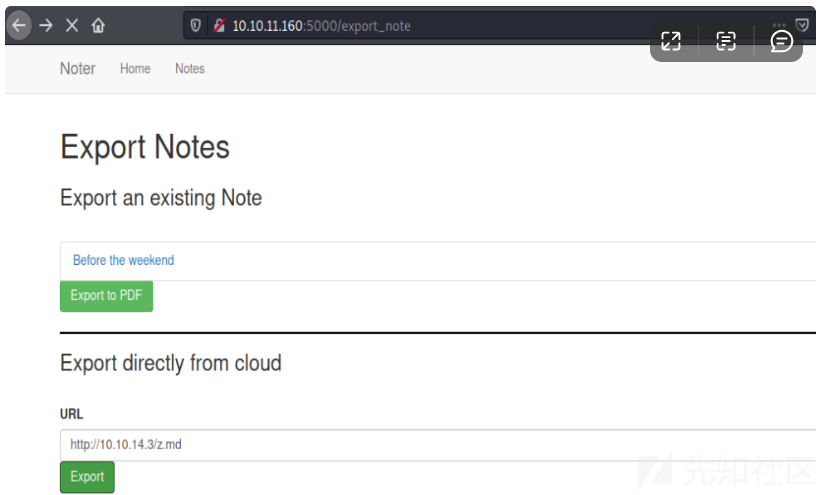 10.10.11.160:5000/export_note
Noter Home Notes
Export Notes
Export an existing Note
Before the weekend
Export to PDF
Export directly from cloud
URL
http://10.10.14.3/z.md
Export
先知社区